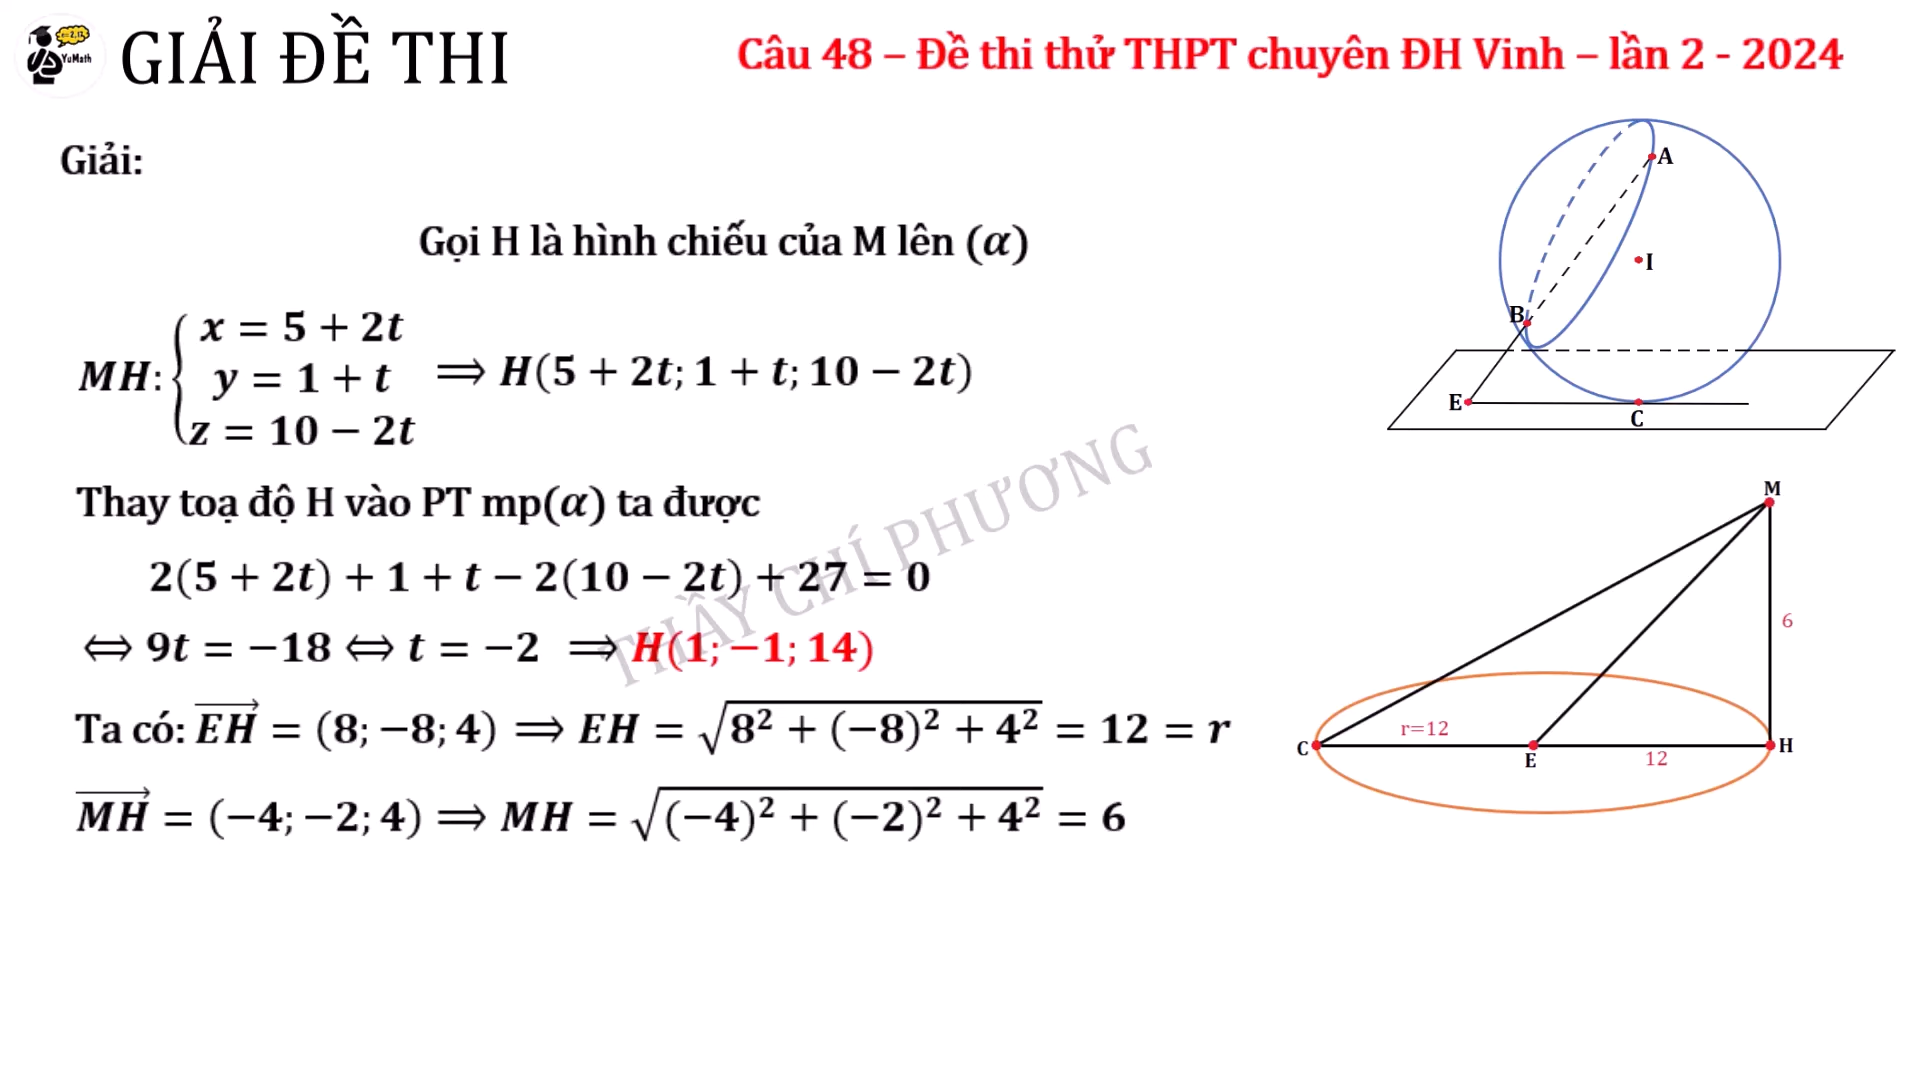 YuMath
GIẢI ĐỀ THI
Câu 48 – Đề thi thử THPT chuyên ĐH Vinh – lần 2 - 2024
Giải:
Gọi H là hình chiếu của M lên (α)
MH: { x = 5 + 2t
y = 1 + t
z = 10 − 2t
⟹ H(5 + 2t; 1 + t; 10 − 2t)
Thay toạ độ H vào PT mp(α) ta được
2(5 + 2t) + 1 + t − 2(10 − 2t) + 27 = 0
⟺ 9t = −18 ⟺ t = −2 ⟹ H(1; −1; 14)
Ta có: \overrightarrow{EH} = (8; −8; 4) ⟹ EH = √(8² + (−8)² + 4²) = 12 = r
\overrightarrow{MH} = (−4; −2; 4) ⟹ MH = √((−4)² + (−2)² + 4²) = 6
THẦY CHÍ PHƯƠNG
A
I
B
E
C
M
6
r=12
C
E
12
H